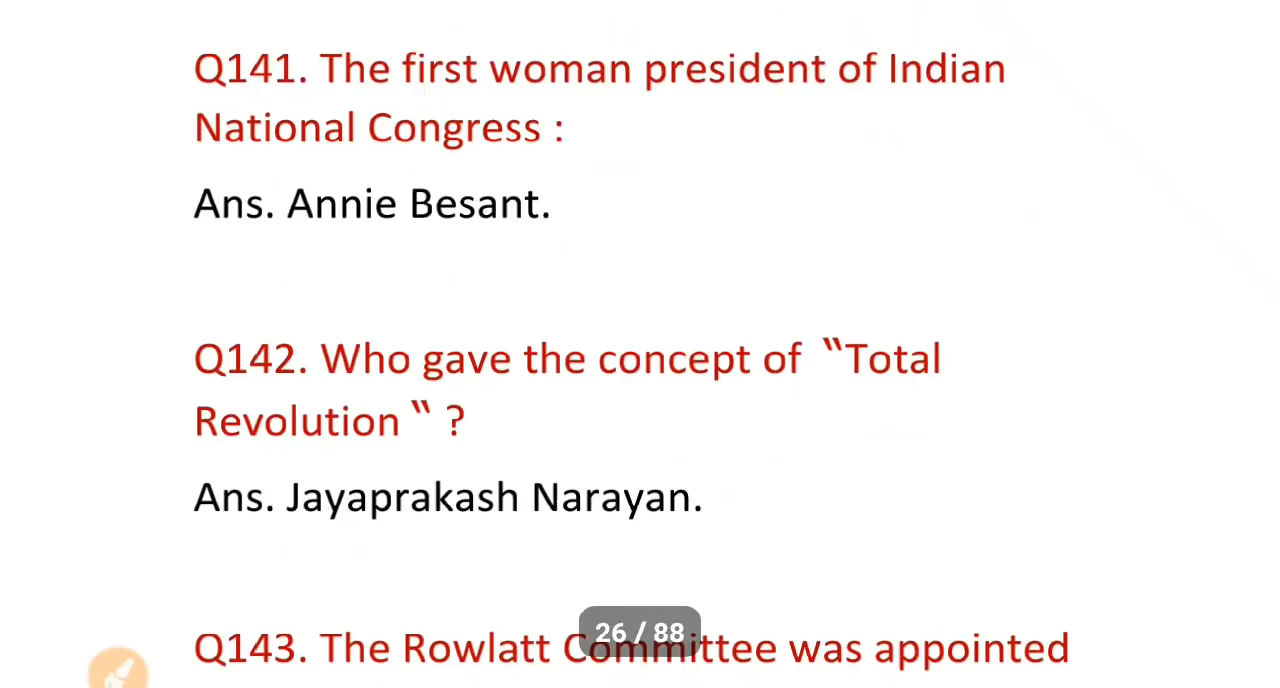 Q141. The first woman president of Indian
National Congress :
Ans. Annie Besant.
Q142. Who gave the concept of ‟Total
Revolution ‟ ?
Ans. Jayaprakash Narayan.
26 / 88
Q143. The Rowlatt Committee was appointed